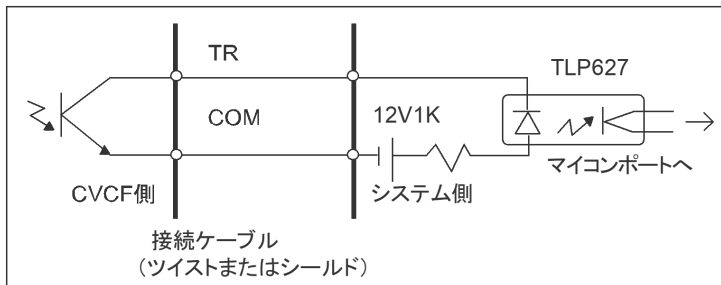 TR
TLP627
COM
12V1K
マイコンポートへ
CVCF側
システム側
接続ケーブル
(ツイストまたはシールド)